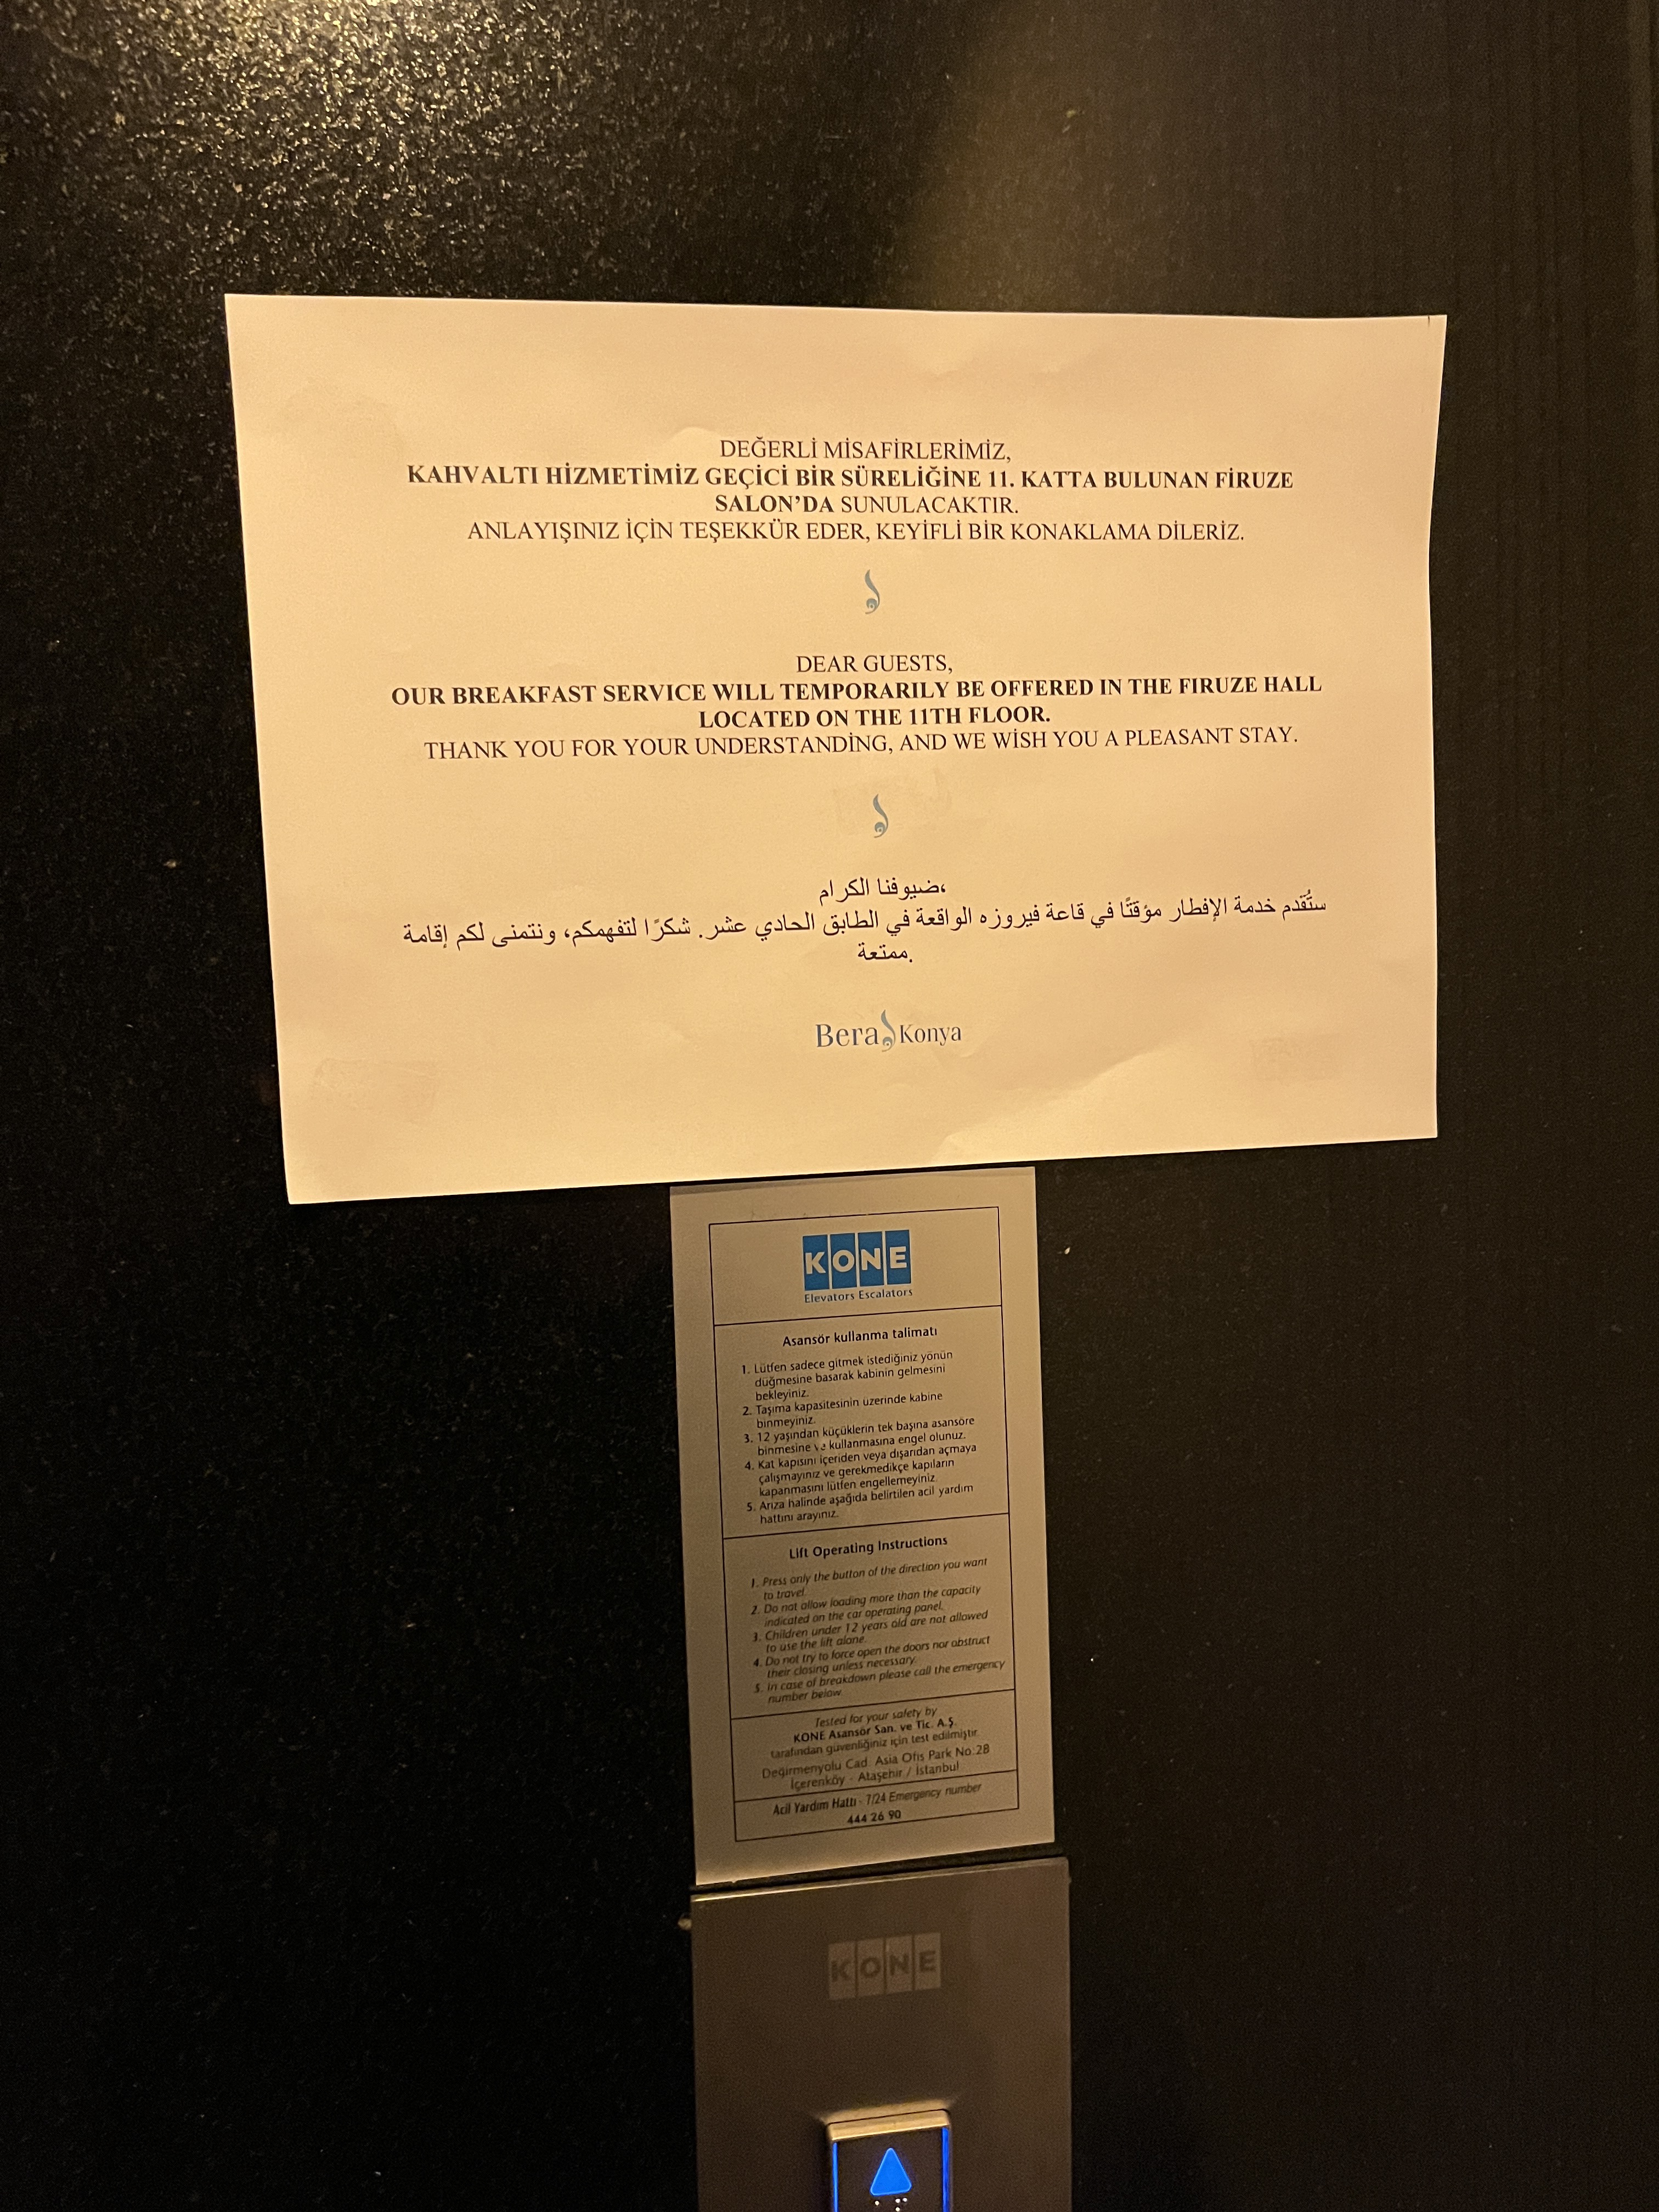 DEĞERLİ MİSAFİRLERİMİZ,
KAHVALTI HİZMETİMİZ GEÇİCİ BİR SÜRELİĞİNE 11. KATTA BULUNAN FİRUZE
SALON’DA SUNULACAKTIR.
ANLAYIŞINIZ İÇİN TEŞEKKÜR EDER, KEYİFLİ BİR KONAKLAMA DİLERİZ.
DEAR GUESTS,
OUR BREAKFAST SERVICE WILL TEMPORARILY BE OFFERED IN THE FIRUZE HALL
LOCATED ON THE 11TH FLOOR.
THANK YOU FOR YOUR UNDERSTANDİNG, AND WE WİSH YOU A PLEASANT STAY.
ضيوفنا الكرام،
ستُقدم خدمة الإفطار مؤقتًا في قاعة فيروزه الواقعة في الطابق الحادي عشر. شكرًا لتفهمكم، ونتمنى لكم إقامة
ممتعة.
Bera Konya
KONE
Elevators Escalators
Asansör kullanma talimatı
1. Lütfen sadece gitmek istediğiniz yönün
düğmesine basarak kabinin gelmesini
bekleyiniz.
2. Taşıma kapasitesinin üzerinde kabine
binmeyiniz.
3. 12 yaşından küçüklerin tek başına asansöre
binmesine ve kullanmasına engel olunuz.
4. Kat kapısını içeriden veya dışarıdan açmaya
çalışmayınız ve gerekmedikçe kapıların
kapanmasını lütfen engellemeyiniz.
5. Arıza halinde aşağıda belirtilen acil yardım
hattını arayınız.
Lift Operating Instructions
1. Press only the button of the direction you want
to travel.
2. Do not allow loading more than the capacity
indicated on the car operating panel.
3. Children under 12 years old are not allowed
to use the lift alone.
4. Do not try to force open the doors nor obstruct
their closing unless necessary.
5. In case of breakdown please call the emergency
number below
Tested for your safety by
KONE Asansör San. ve Tic. A.Ş.
tarafından güvenliğiniz için test edilmiştir.
Değirmenyolu Cad. Asia Ofis Park No:28
İçerenköy - Ataşehir / İstanbul
Acil Yardım Hattı - 7/24 Emergency number
444 26 90
KONE